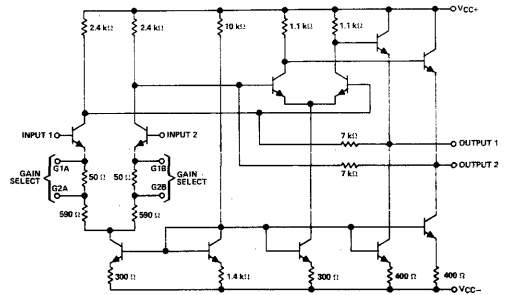 VCC+
2.4 kΩ
2.4 kΩ
10 kΩ
1.1 kΩ
1.1 kΩ
INPUT 1
INPUT 2
7 kΩ
OUTPUT 1
OUTPUT 2
7 kΩ
GAIN
SELECT
G1A
G2A
50 Ω
50 Ω
G1B
G2B
GAIN
SELECT
590 Ω
590 Ω
300 Ω
1.4 kΩ
300 Ω
400 Ω
400 Ω
VCC−